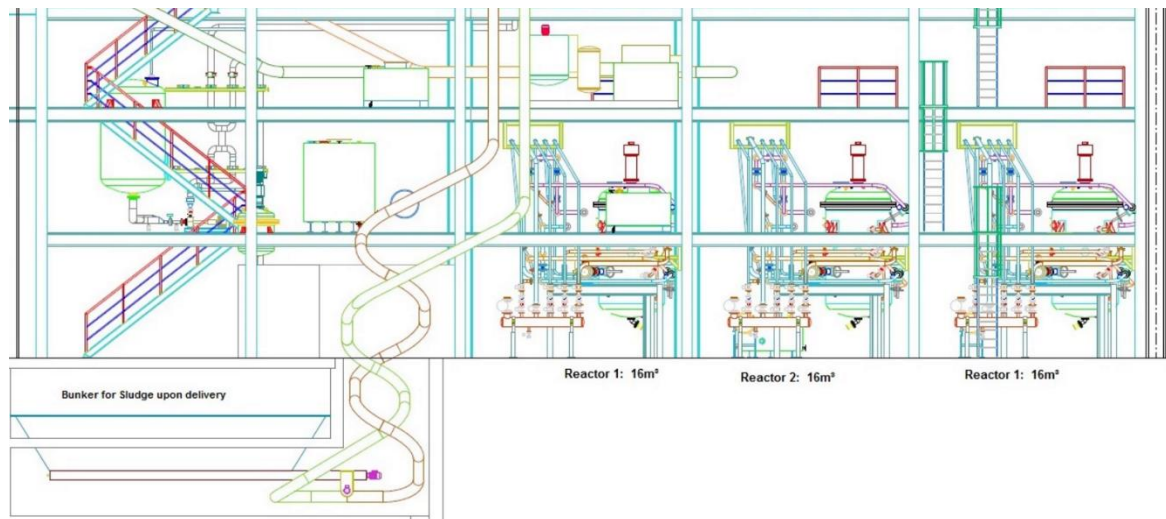 Reactor 1: 16m³
Reactor 2: 16m³
Reactor 1: 16m³
Bunker for Sludge upon delivery